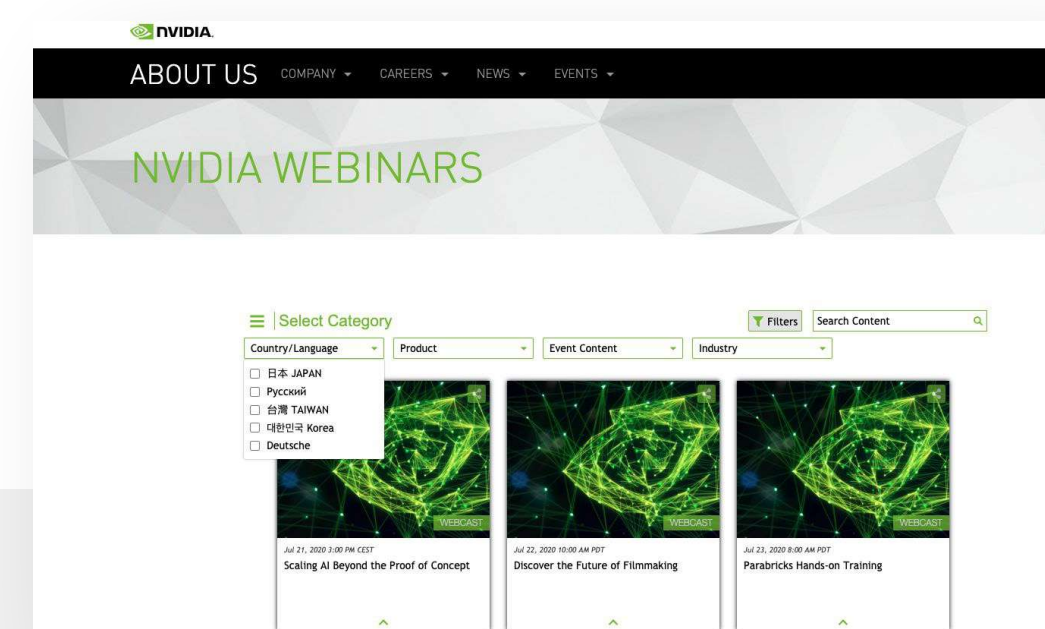 NVIDIA.
ABOUT US COMPANY CAREERS NEWS EVENTS
NVIDIA WEBINARS
Select Category Filters Search Content
Country/Language Product Event Content Industry
日本 JAPAN
Русский
台灣 TAIWAN
대한민국 Korea
Deutsche
WEBCAST WEBCAST WEBCAST
Jul 21, 2020 3:00 PM CEST Jul 22, 2020 10:00 AM PDT Jul 23, 2020 8:00 AM PDT
Scaling AI Beyond the Proof of Concept Discover the Future of Filmmaking Parabricks Hands-on Training